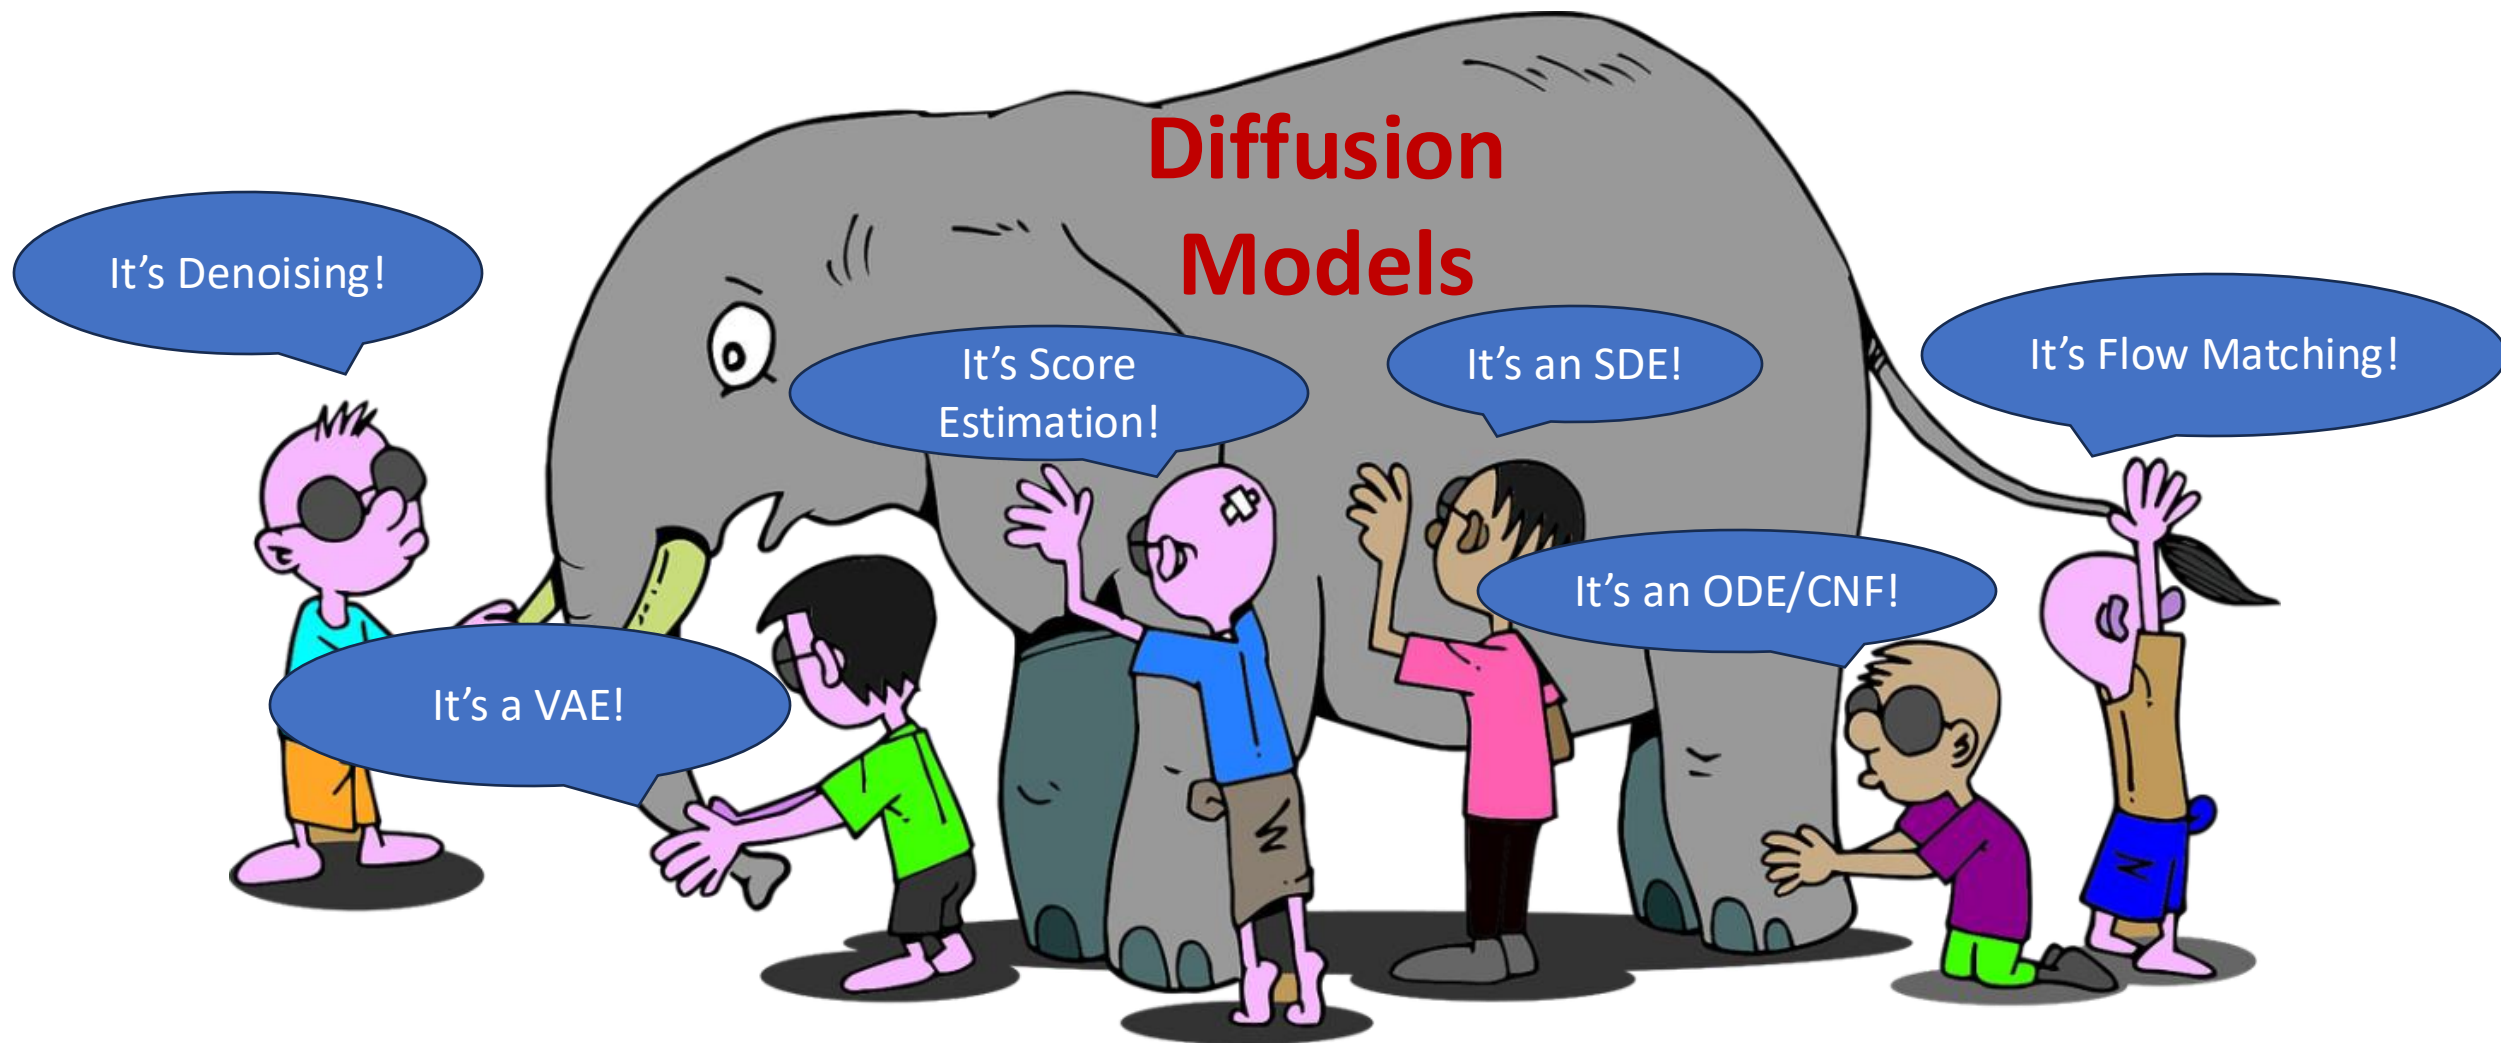 Diffusion
Models
It’s Denoising!
It’s Score
Estimation!
It’s an SDE!
It’s Flow Matching!
It’s an ODE/CNF!
It’s a VAE!